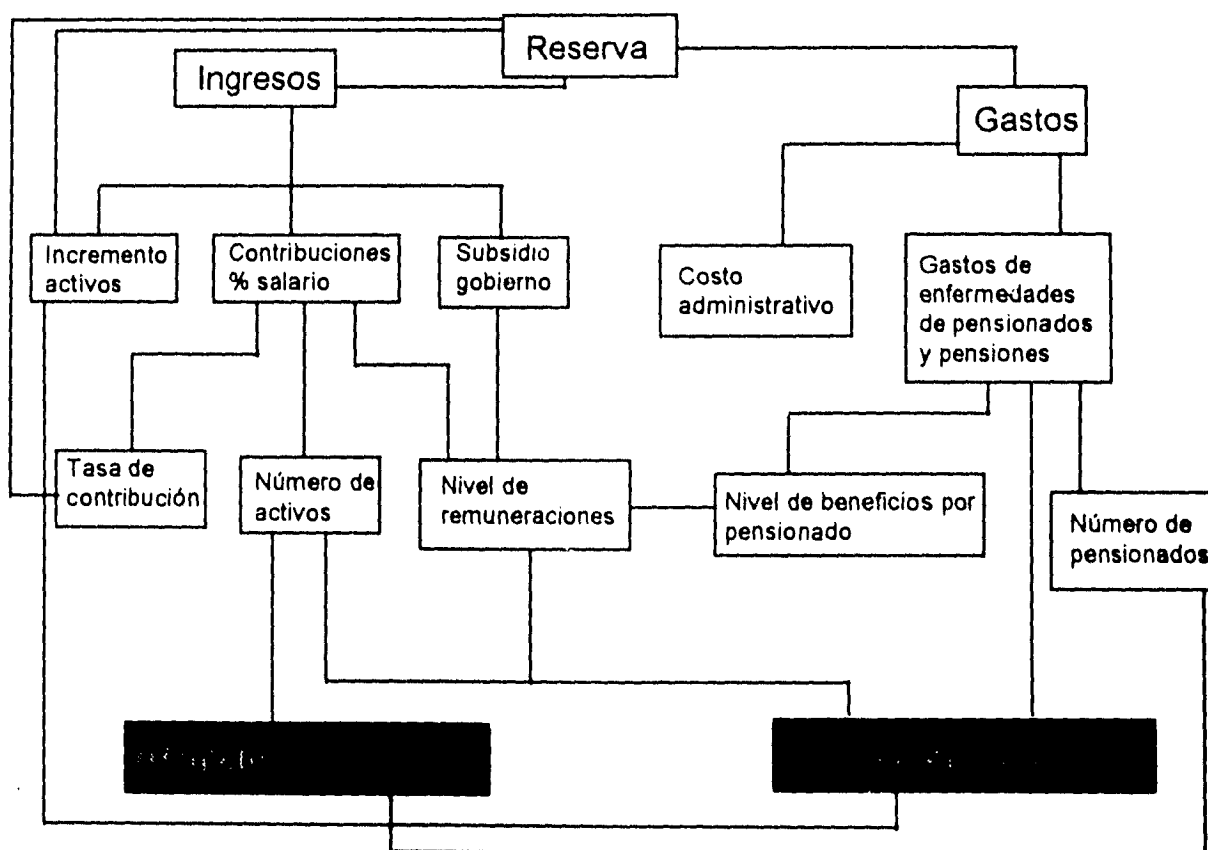 Reserva
Ingresos
Gastos
Incremento
activos
Contribuciones
% salario
Subsidio
gobierno
Costo
administrativo
Gastos de
enfermedades
de pensionados
y pensiones
Tasa de
contribución
Número de
activos
Nivel de
remuneraciones
Nivel de beneficios por
pensionado
Número de
pensionados